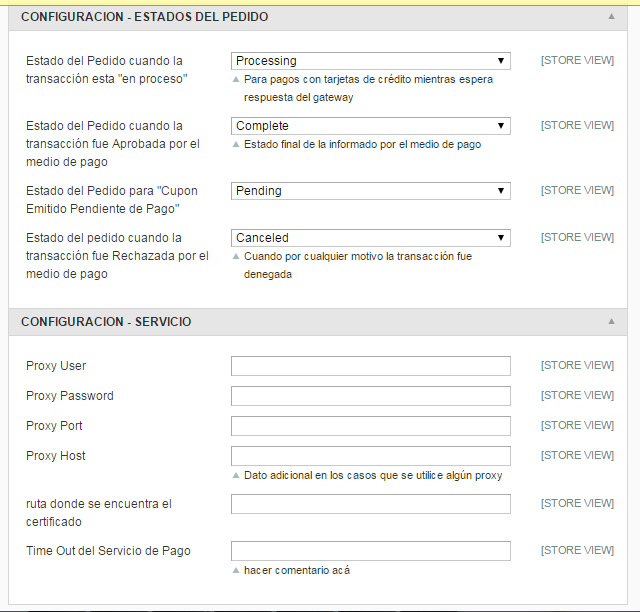 CONFIGURACION - ESTADOS DEL PEDIDO
Estado del Pedido cuando la
transacción esta "en proceso"
Processing
[STORE VIEW]
Para pagos con tarjetas de crédito mientras espera
respuesta del gateway
Estado del Pedido cuando la
transacción fue Aprobada por el
medio de pago
Complete
[STORE VIEW]
Estado final de la informado por el medio de pago
Estado del Pedido para "Cupon
Emitido Pendiente de Pago"
Pending
[STORE VIEW]
Estado del pedido cuando la
transacción fue Rechazada por el
medio de pago
Canceled
[STORE VIEW]
Cuando por cualquier motivo la transacción fue
denegada
CONFIGURACION - SERVICIO
Proxy User
[STORE VIEW]
Proxy Password
[STORE VIEW]
Proxy Port
[STORE VIEW]
Proxy Host
[STORE VIEW]
Dato adicional en los casos que se utilice algún proxy
ruta donde se encuentra el
certificado
[STORE VIEW]
Time Out del Servicio de Pago
[STORE VIEW]
hacer comentario acá